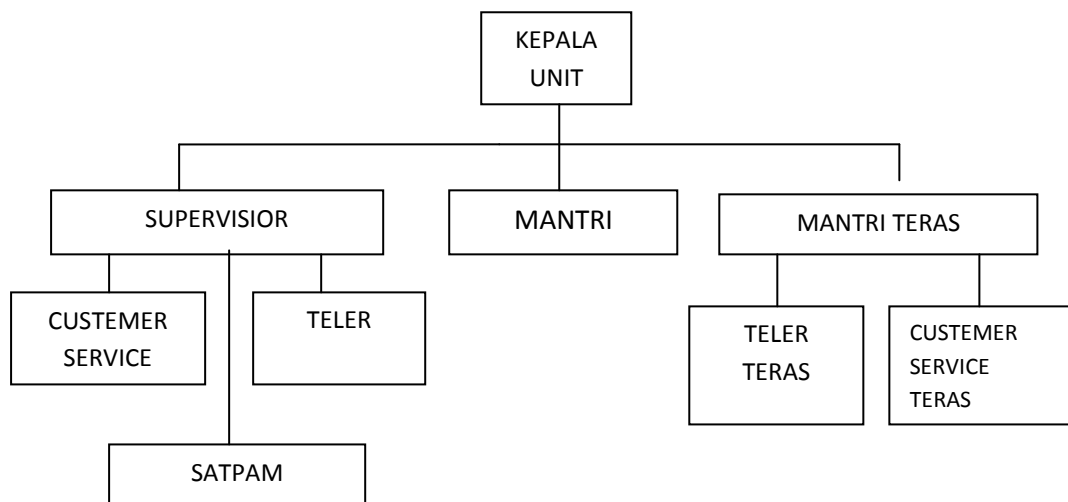 KEPALA
UNIT
SUPERVISIOR
MANTRI
MANTRI TERAS
CUSTEMER
SERVICE
TELER
TELER
TERAS
CUSTEMER
SERVICE
TERAS
SATPAM